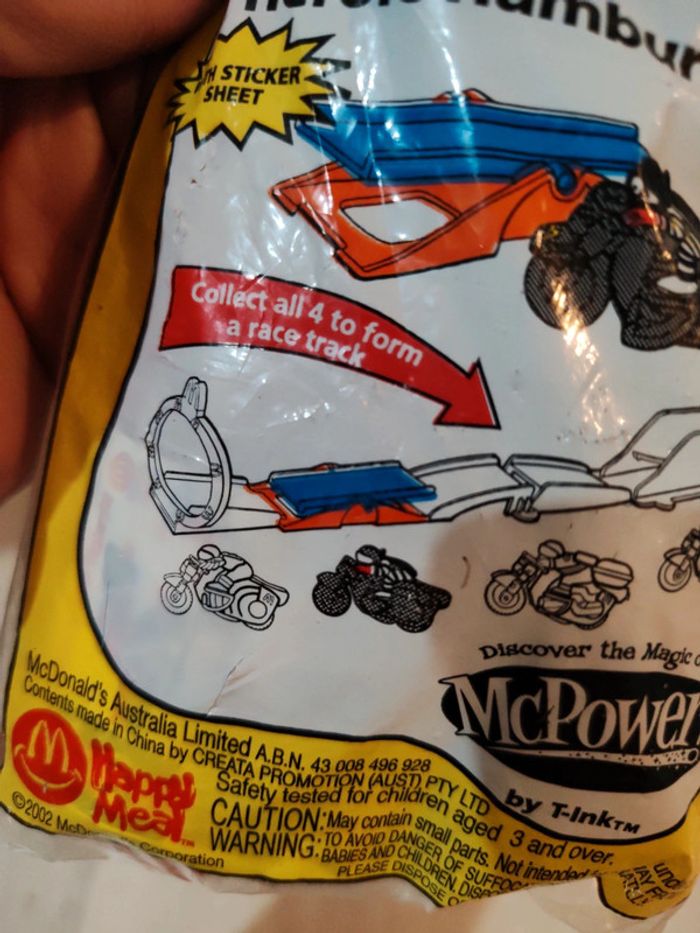 WITH STICKER
SHEET
Collect all 4 to form
a race track
Discover the Magic
McPower
by T-Ink™
McDonald's Australia Limited A.B.N. 43 008 496 928
Contents made in China by CREATA PROMOTION (AUST) PTY LTD
Safety tested for children aged 3 and over.
CAUTION: May contain small parts. Not intended
WARNING: TO AVOID DANGER OF
BABIES AND CHILDREN.
PLEASE DISPOSE
Happy
Meal™
©2002 Corporation